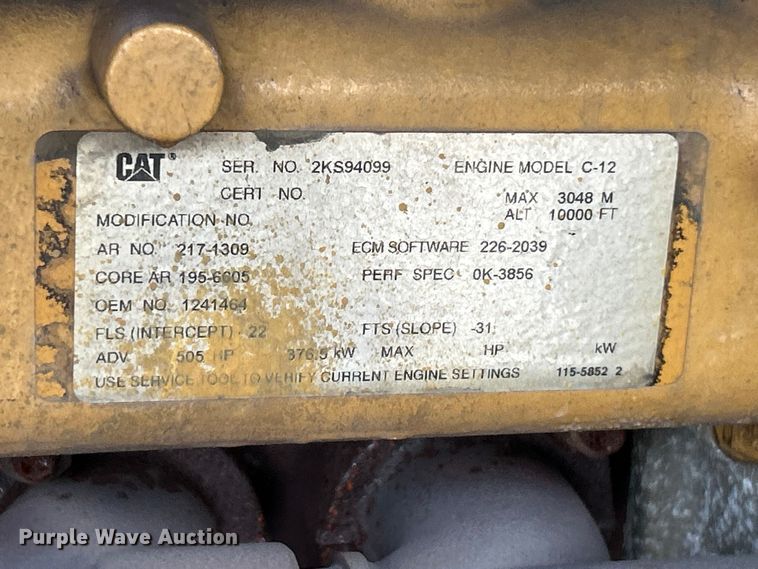 CAT® SER. NO. 2KS94099 ENGINE MODEL C-12
CERT NO. MAX 3048 M
MODIFICATION NO. ALT 10000 FT
AR NO. 217-1309 ECM SOFTWARE 226-2039
CORE AR 195-6605 PERF SPEC 0K-3856
OEM NO. 1241464
FLS (INTERCEPT) -22 FTS (SLOPE) -31
ADV 505 HP 376.5 kW MAX HP kW
USE SERVICE TOOL TO VERIFY CURRENT ENGINE SETTINGS 115-5852 2
Purple Wave Auction